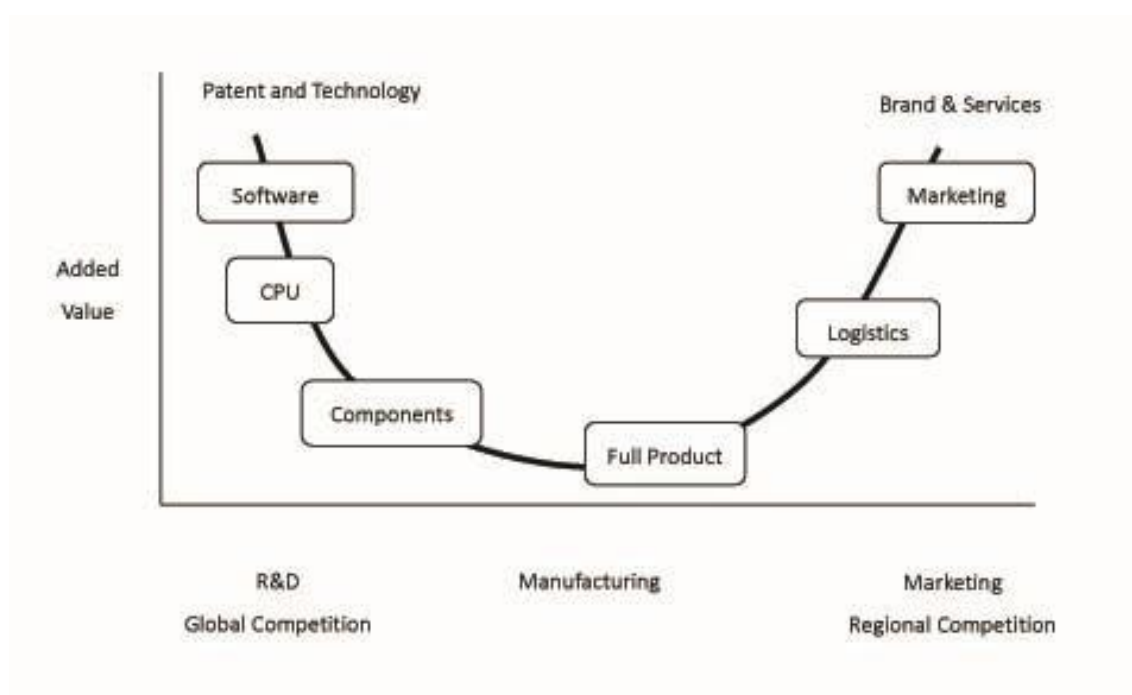 Patent and Technology
Brand & Services
Software
Marketing
Added
Value
CPU
Logistics
Components
Full Product
R&D
Manufacturing
Marketing
Global Competition
Regional Competition